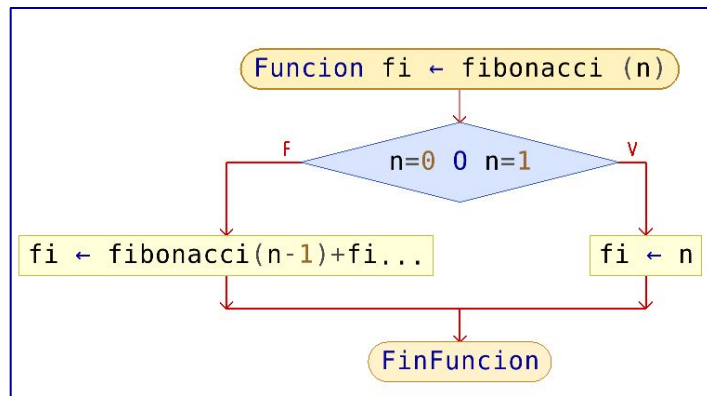 Funcion fi ← fibonacci (n)
F
n=0 O n=1
V
fi ← fibonacci(n-1)+fi...
fi ← n
FinFuncion